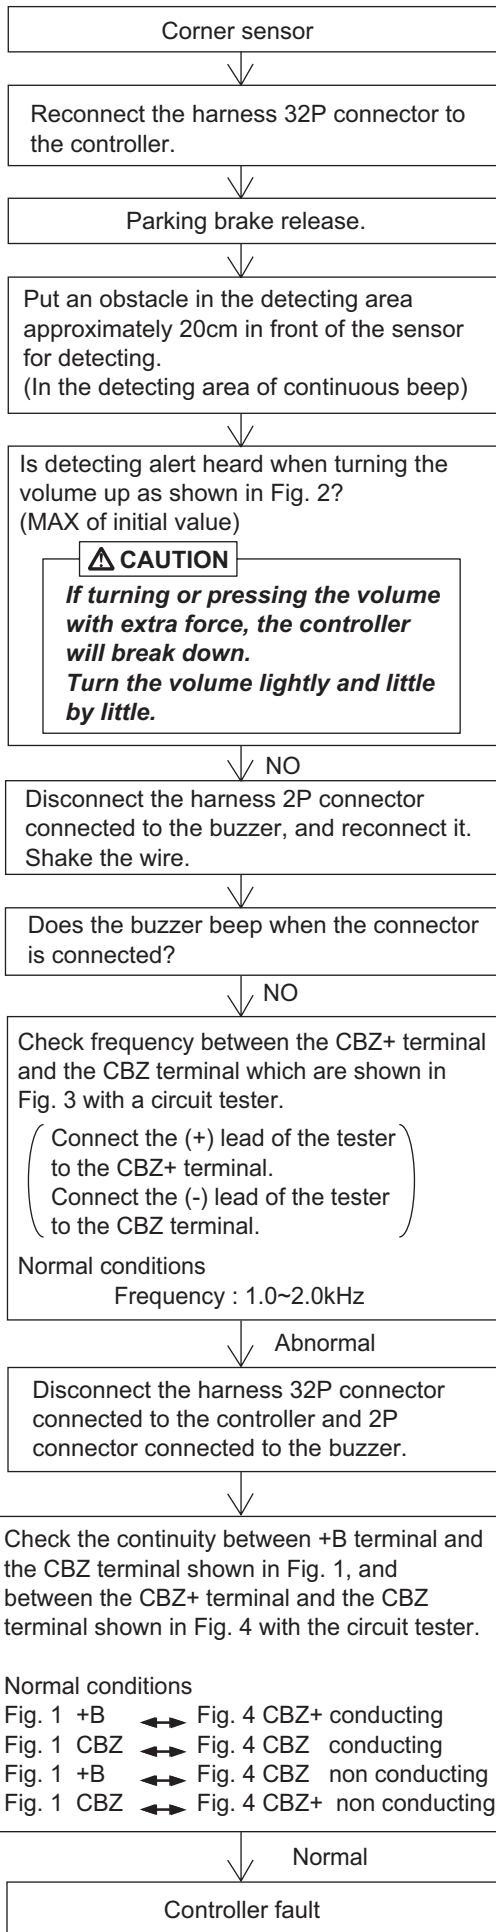 Corner sensor
Reconnect the harness 32P connector to
the controller.
Parking brake release.
Put an obstacle in the detecting area
approximately 20cm in front of the sensor
for detecting.
(In the detecting area of continuous beep)
Is detecting alert heard when turning the
volume up as shown in Fig. 2?
(MAX of initial value)
⚠ CAUTION
If turning or pressing the volume
with extra force, the controller
will break down.
Turn the volume lightly and little
by little.
NO
Disconnect the harness 2P connector
connected to the buzzer, and reconnect it.
Shake the wire.
Does the buzzer beep when the connector
is connected?
NO
Check frequency between the CBZ+ terminal
and the CBZ terminal which are shown in
Fig. 3 with a circuit tester.
Connect the (+) lead of the tester
to the CBZ+ terminal.
Connect the (-) lead of the tester
to the CBZ terminal.
Normal conditions
Frequency : 1.0~2.0kHz
Abnormal
Disconnect the harness 32P connector
connected to the controller and 2P
connector connected to the buzzer.
Check the continuity between +B terminal and
the CBZ terminal shown in Fig. 1, and
between the CBZ+ terminal and the CBZ
terminal shown in Fig. 4 with the circuit tester.
Normal conditions
Fig. 1 +B ↔ Fig. 4 CBZ+ conducting
Fig. 1 CBZ ↔ Fig. 4 CBZ conducting
Fig. 1 +B ↔ Fig. 4 CBZ non conducting
Fig. 1 CBZ ↔ Fig. 4 CBZ+ non conducting
Normal
Controller fault